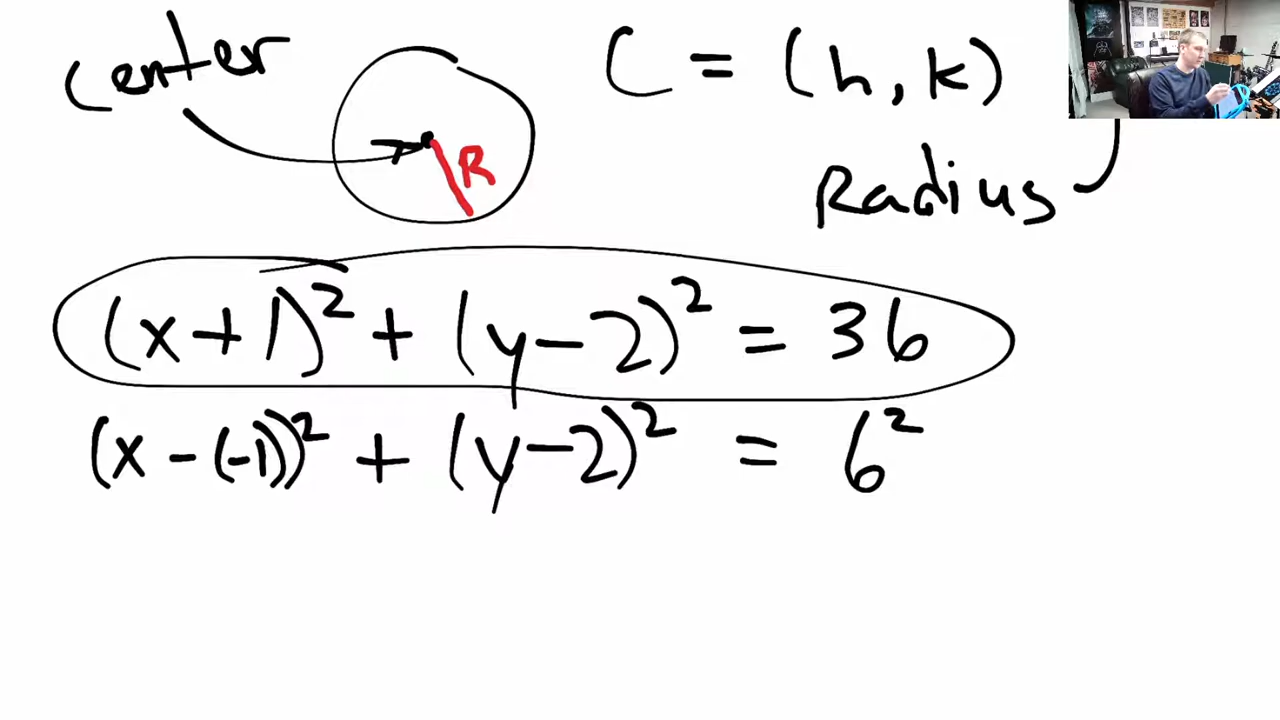 center
R
C = (h, k)
Radius
(x+1)² + (y-2)² = 36
(x-(-1))² + (y-2)² = 6²